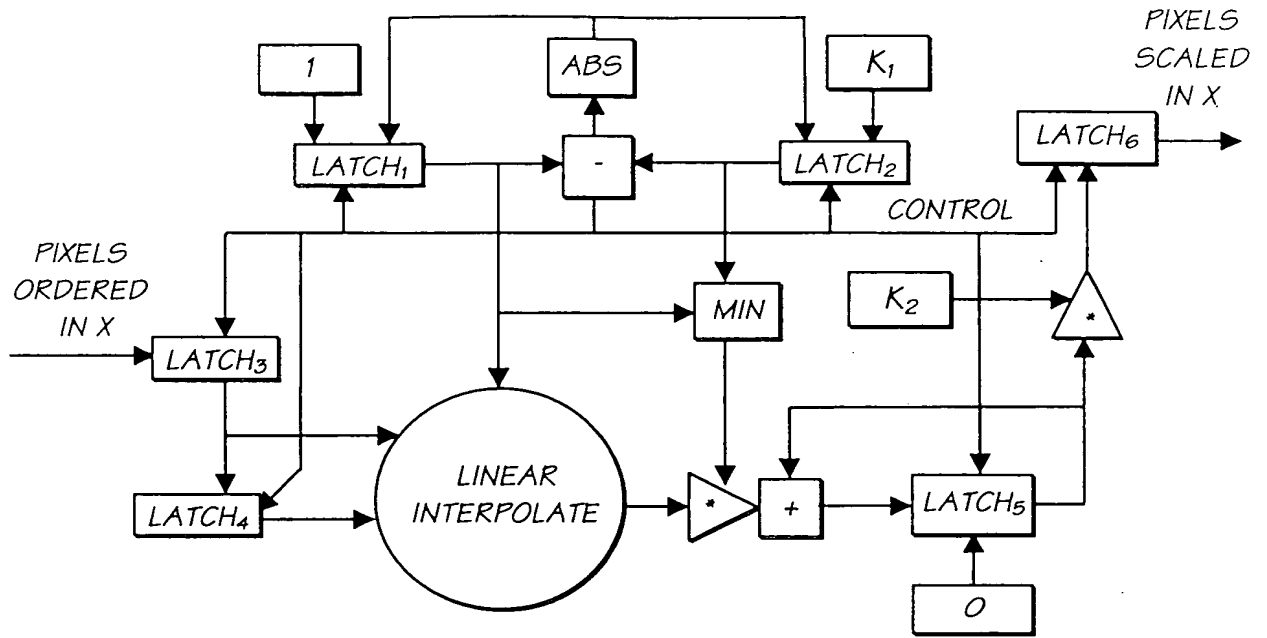 PIXELS
SCALED
IN X
1
ABS
K₁
LATCH₁
-
LATCH₂
LATCH₆
CONTROL
PIXELS
ORDERED
IN X
K₂
MIN
*
LATCH₃
LINEAR
INTERPOLATE
LATCH₄
*
+
LATCH₅
0